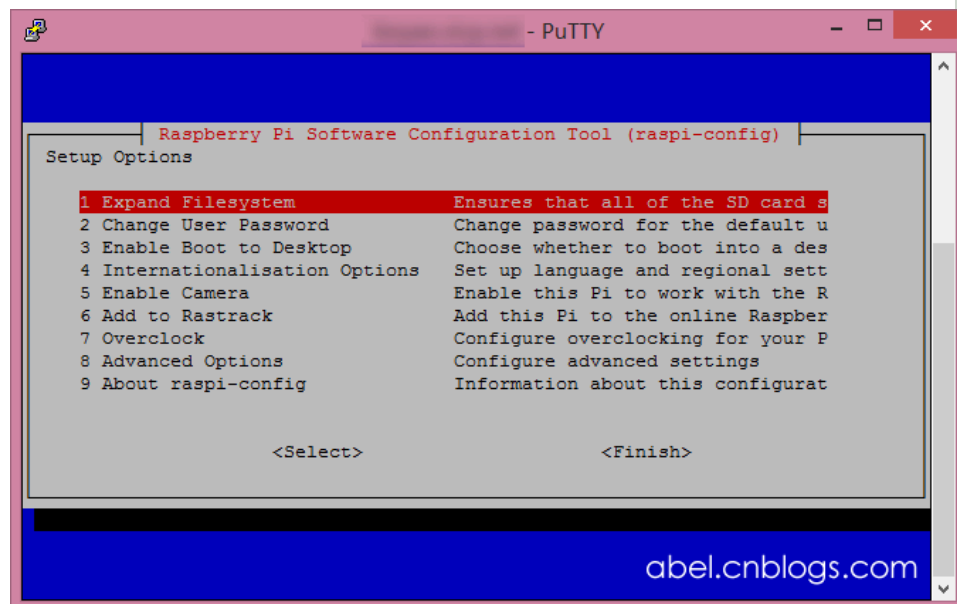 - PuTTY
Raspberry Pi Software Configuration Tool (raspi-config)
Setup Options
1 Expand Filesystem Ensures that all of the SD card s
2 Change User Password Change password for the default u
3 Enable Boot to Desktop Choose whether to boot into a des
4 Internationalisation Options Set up language and regional sett
5 Enable Camera Enable this Pi to work with the R
6 Add to Rastrack Add this Pi to the online Raspber
7 Overclock Configure overclocking for your P
8 Advanced Options Configure advanced settings
9 About raspi-config Information about this configurat
<Select> <Finish>
abel.cnblogs.com